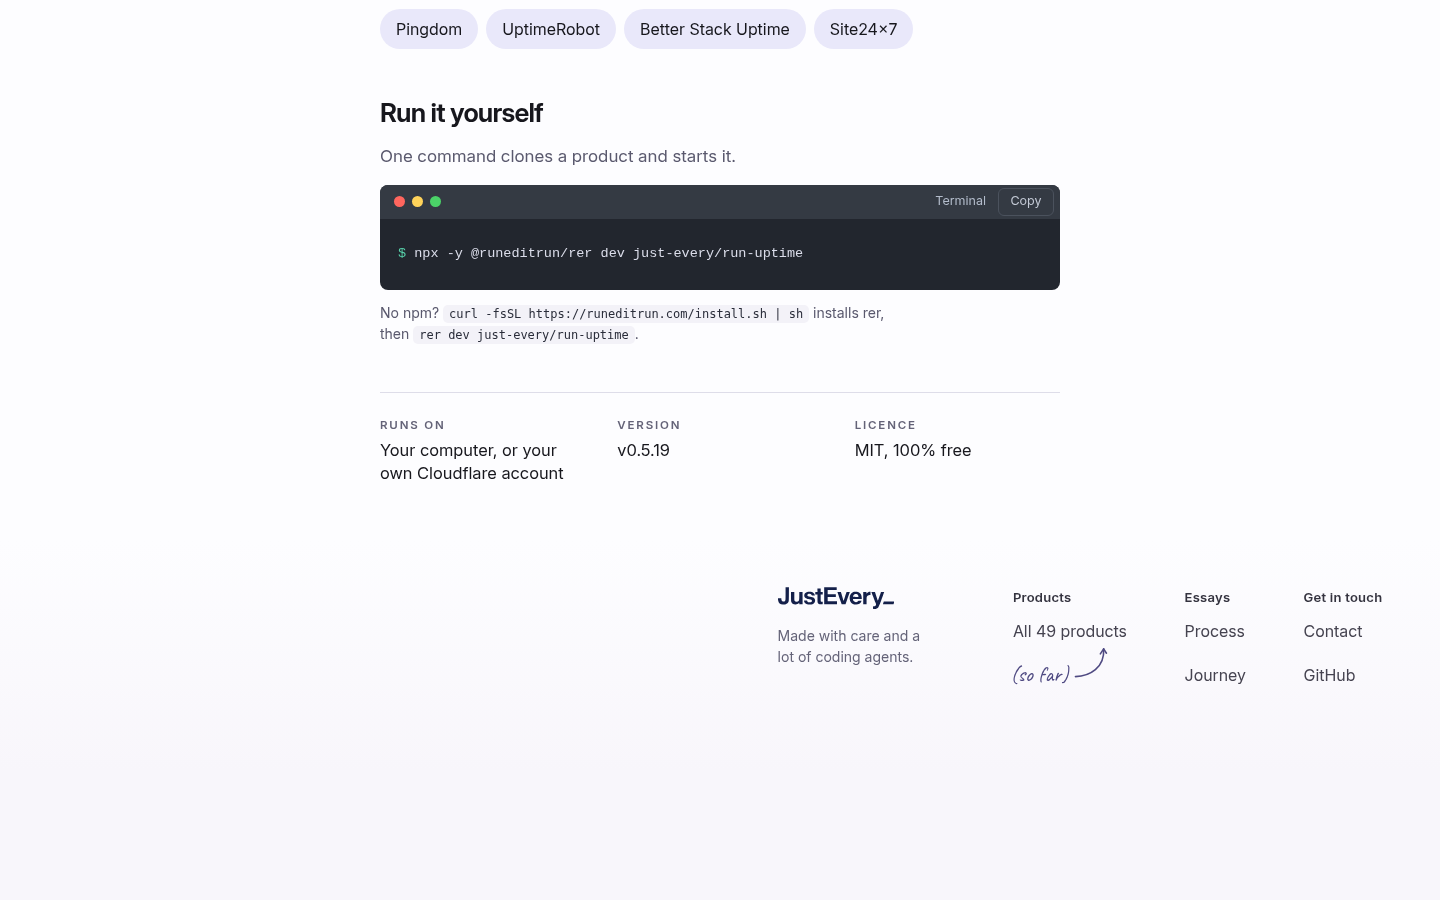 Pingdom UptimeRobot Better Stack Uptime Site24×7
Run it yourself
One command clones a product and starts it.
Terminal Copy
$ npx -y @runeditrun/rer dev just-every/run-uptime
No npm? curl -fsSL https://runeditrun.com/install.sh | sh installs rer,
then rer dev just-every/run-uptime.
RUNS ON
Your computer, or your
own Cloudflare account
VERSION
v0.5.19
LICENCE
MIT, 100% free
JustEvery_
Made with care and a
lot of coding agents.
Products
All 49 products
(so far)
Essays
Process
Journey
Get in touch
Contact
GitHub